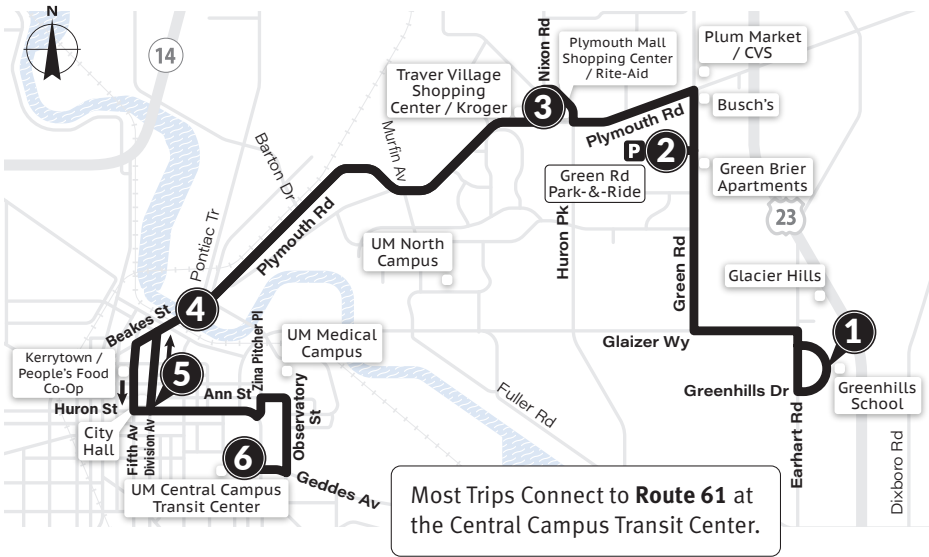 N
14
Nixon Rd
Plymouth Mall
Shopping Center
/ Rite-Aid
Plum Market
/ CVS
Traver Village
Shopping
Center / Kroger
3
Busch's
Plymouth Rd
Murfin Av
P
2
Barton Dr
Green Rd
Park-&-Ride
Green Brier
Apartments
23
Pontiac Tr
Plymouth Rd
UM North
Campus
Huron Pk
Green Rd
Glacier Hills
4
Beakes St
Zina Pitcher Pl
UM Medical
Campus
Glaizer Wy
1
Kerrytown /
People's Food
Co-Op
5
Ann St
Greenhills Dr
Greenhills
School
Huron St
Observatory
St
Fuller Rd
City
Hall
Fifth Av
Division Av
Earhart Rd
Dixboro Rd
6
Geddes Av
UM Central Campus
Transit Center
Most Trips Connect to Route 61 at
the Central Campus Transit Center.